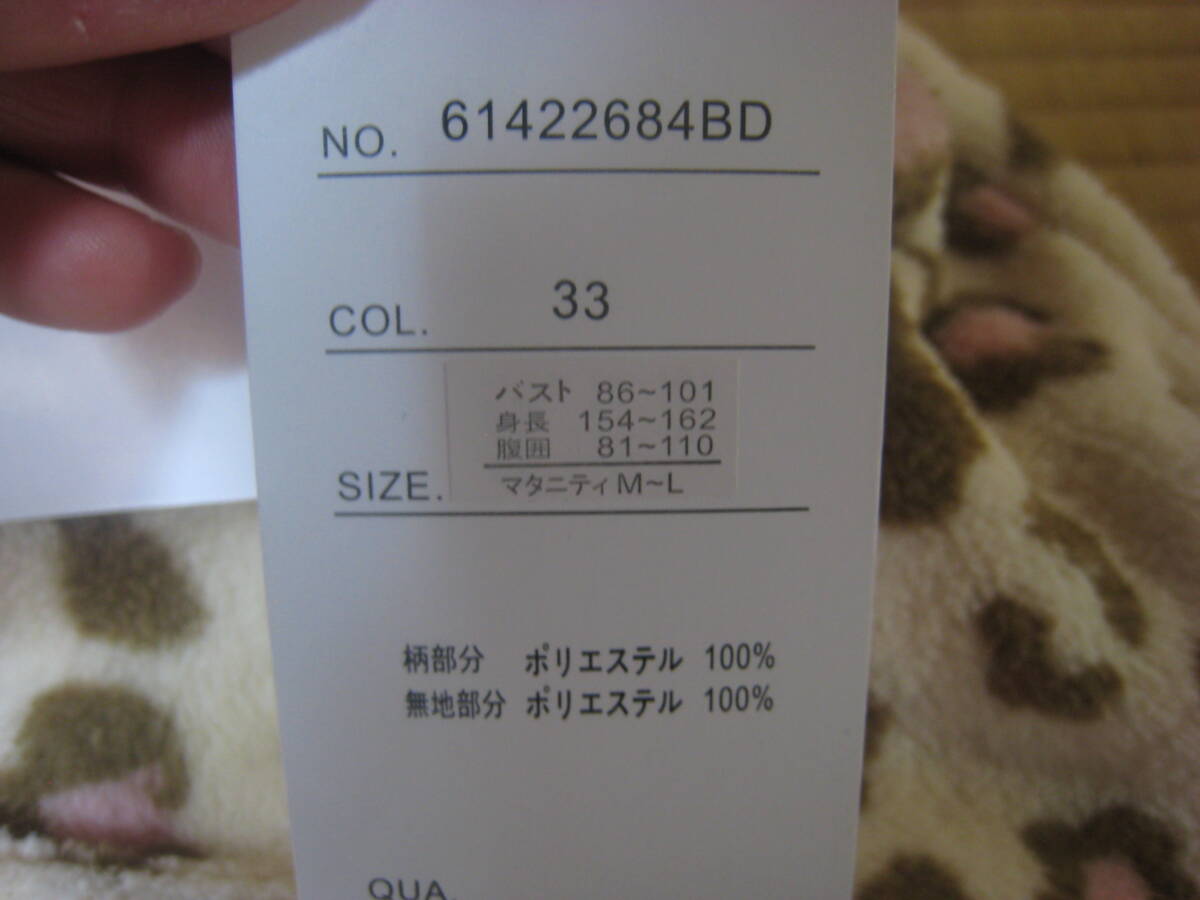 NO. 61422684BD
COL. 33
バスト 86~101
身長 154~162
腹囲 81~110
SIZE. マタニティ M~L
柄部分 ポリエステル 100%
無地部分 ポリエステル 100%
QUA